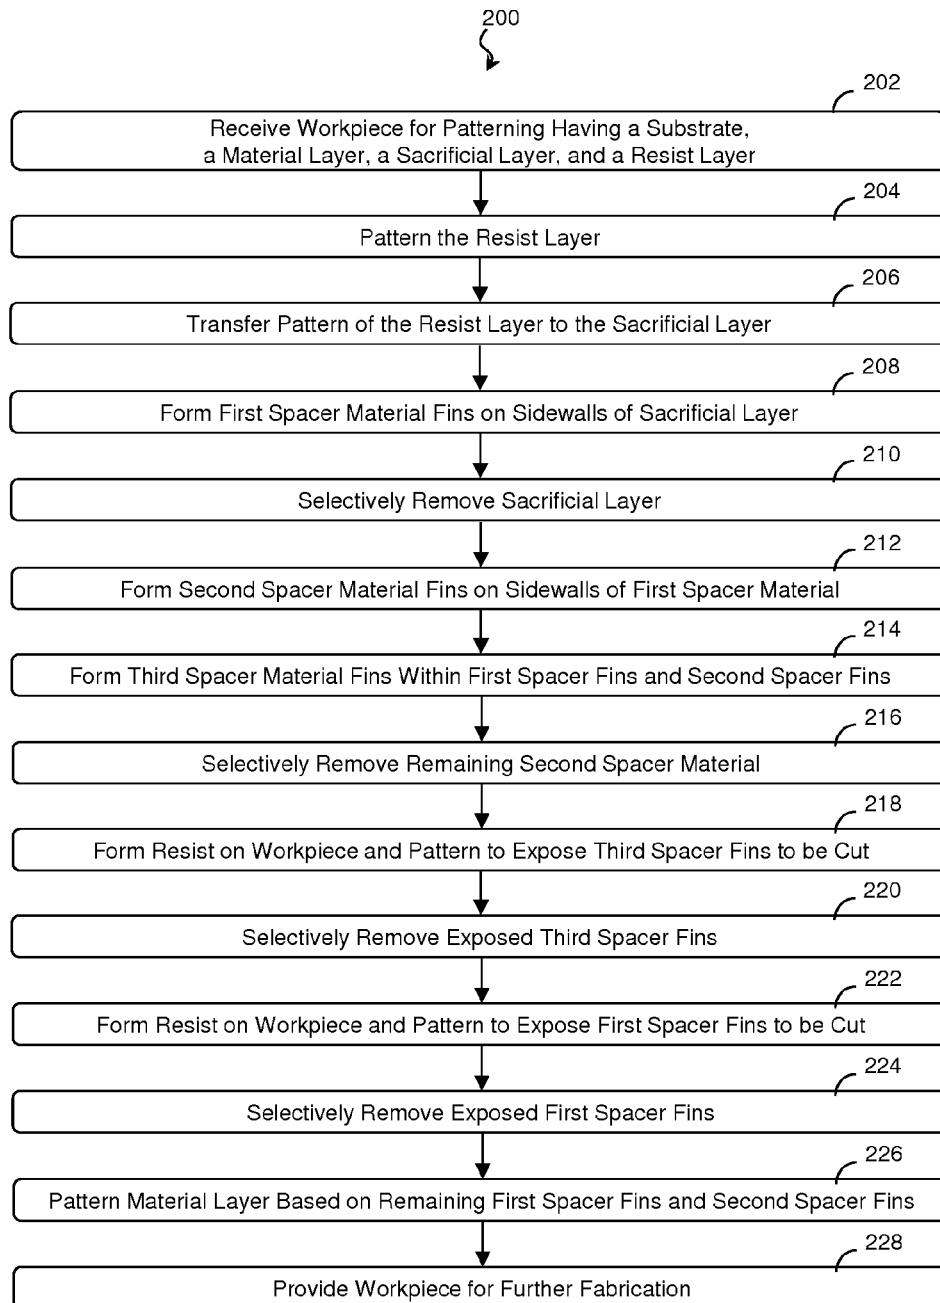 200
202
Receive Workpiece for Patterning Having a Substrate,
a Material Layer, a Sacrificial Layer, and a Resist Layer
204
Pattern the Resist Layer
206
Transfer Pattern of the Resist Layer to the Sacrificial Layer
208
Form First Spacer Material Fins on Sidewalls of Sacrificial Layer
210
Selectively Remove Sacrificial Layer
212
Form Second Spacer Material Fins on Sidewalls of First Spacer Material
214
Form Third Spacer Material Fins Within First Spacer Fins and Second Spacer Fins
216
Selectively Remove Remaining Second Spacer Material
218
Form Resist on Workpiece and Pattern to Expose Third Spacer Fins to be Cut
220
Selectively Remove Exposed Third Spacer Fins
222
Form Resist on Workpiece and Pattern to Expose First Spacer Fins to be Cut
224
Selectively Remove Exposed First Spacer Fins
226
Pattern Material Layer Based on Remaining First Spacer Fins and Second Spacer Fins
228
Provide Workpiece for Further Fabrication